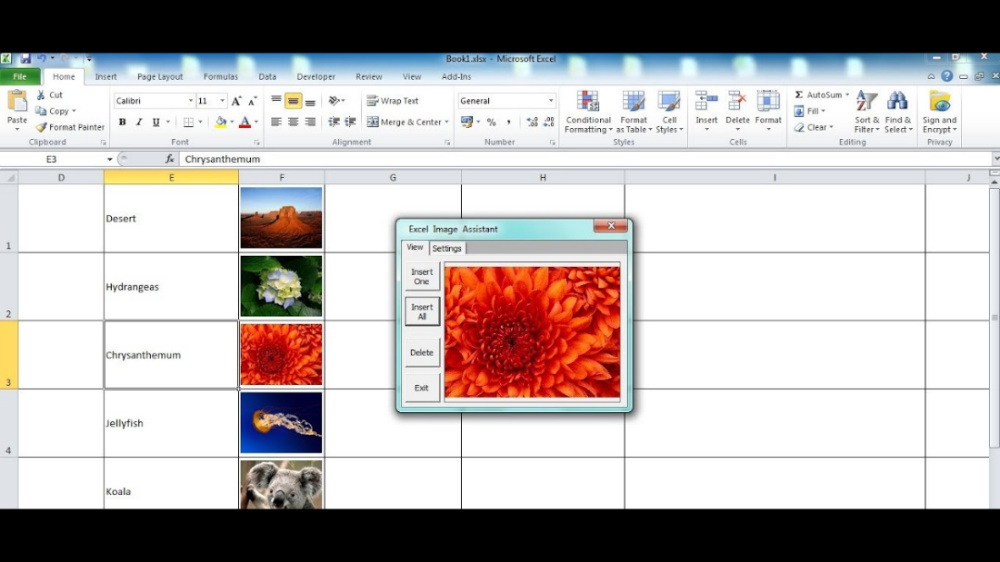 Book1.xlsx - Microsoft Excel
File Home Insert Page Layout Formulas Data Developer Review View Add-Ins
Paste
Cut
Copy
Format Painter
Clipboard
Calibri 11
B I U
Font
Wrap Text
Merge & Center
Alignment
General
%
Number
Conditional Formatting
Format as Table
Cell Styles
Styles
Insert Delete Format
Cells
AutoSum
Fill
Clear
Sort & Filter
Find & Select
Editing
Sign and Encrypt
Privacy
E3 fx Chrysanthemum
D E F G H I J
1 Desert
2 Hydrangeas
3 Chrysanthemum
4 Jellyfish
Koala
Excel Image Assistant
View Settings
Insert
One
Insert
All
Delete
Exit